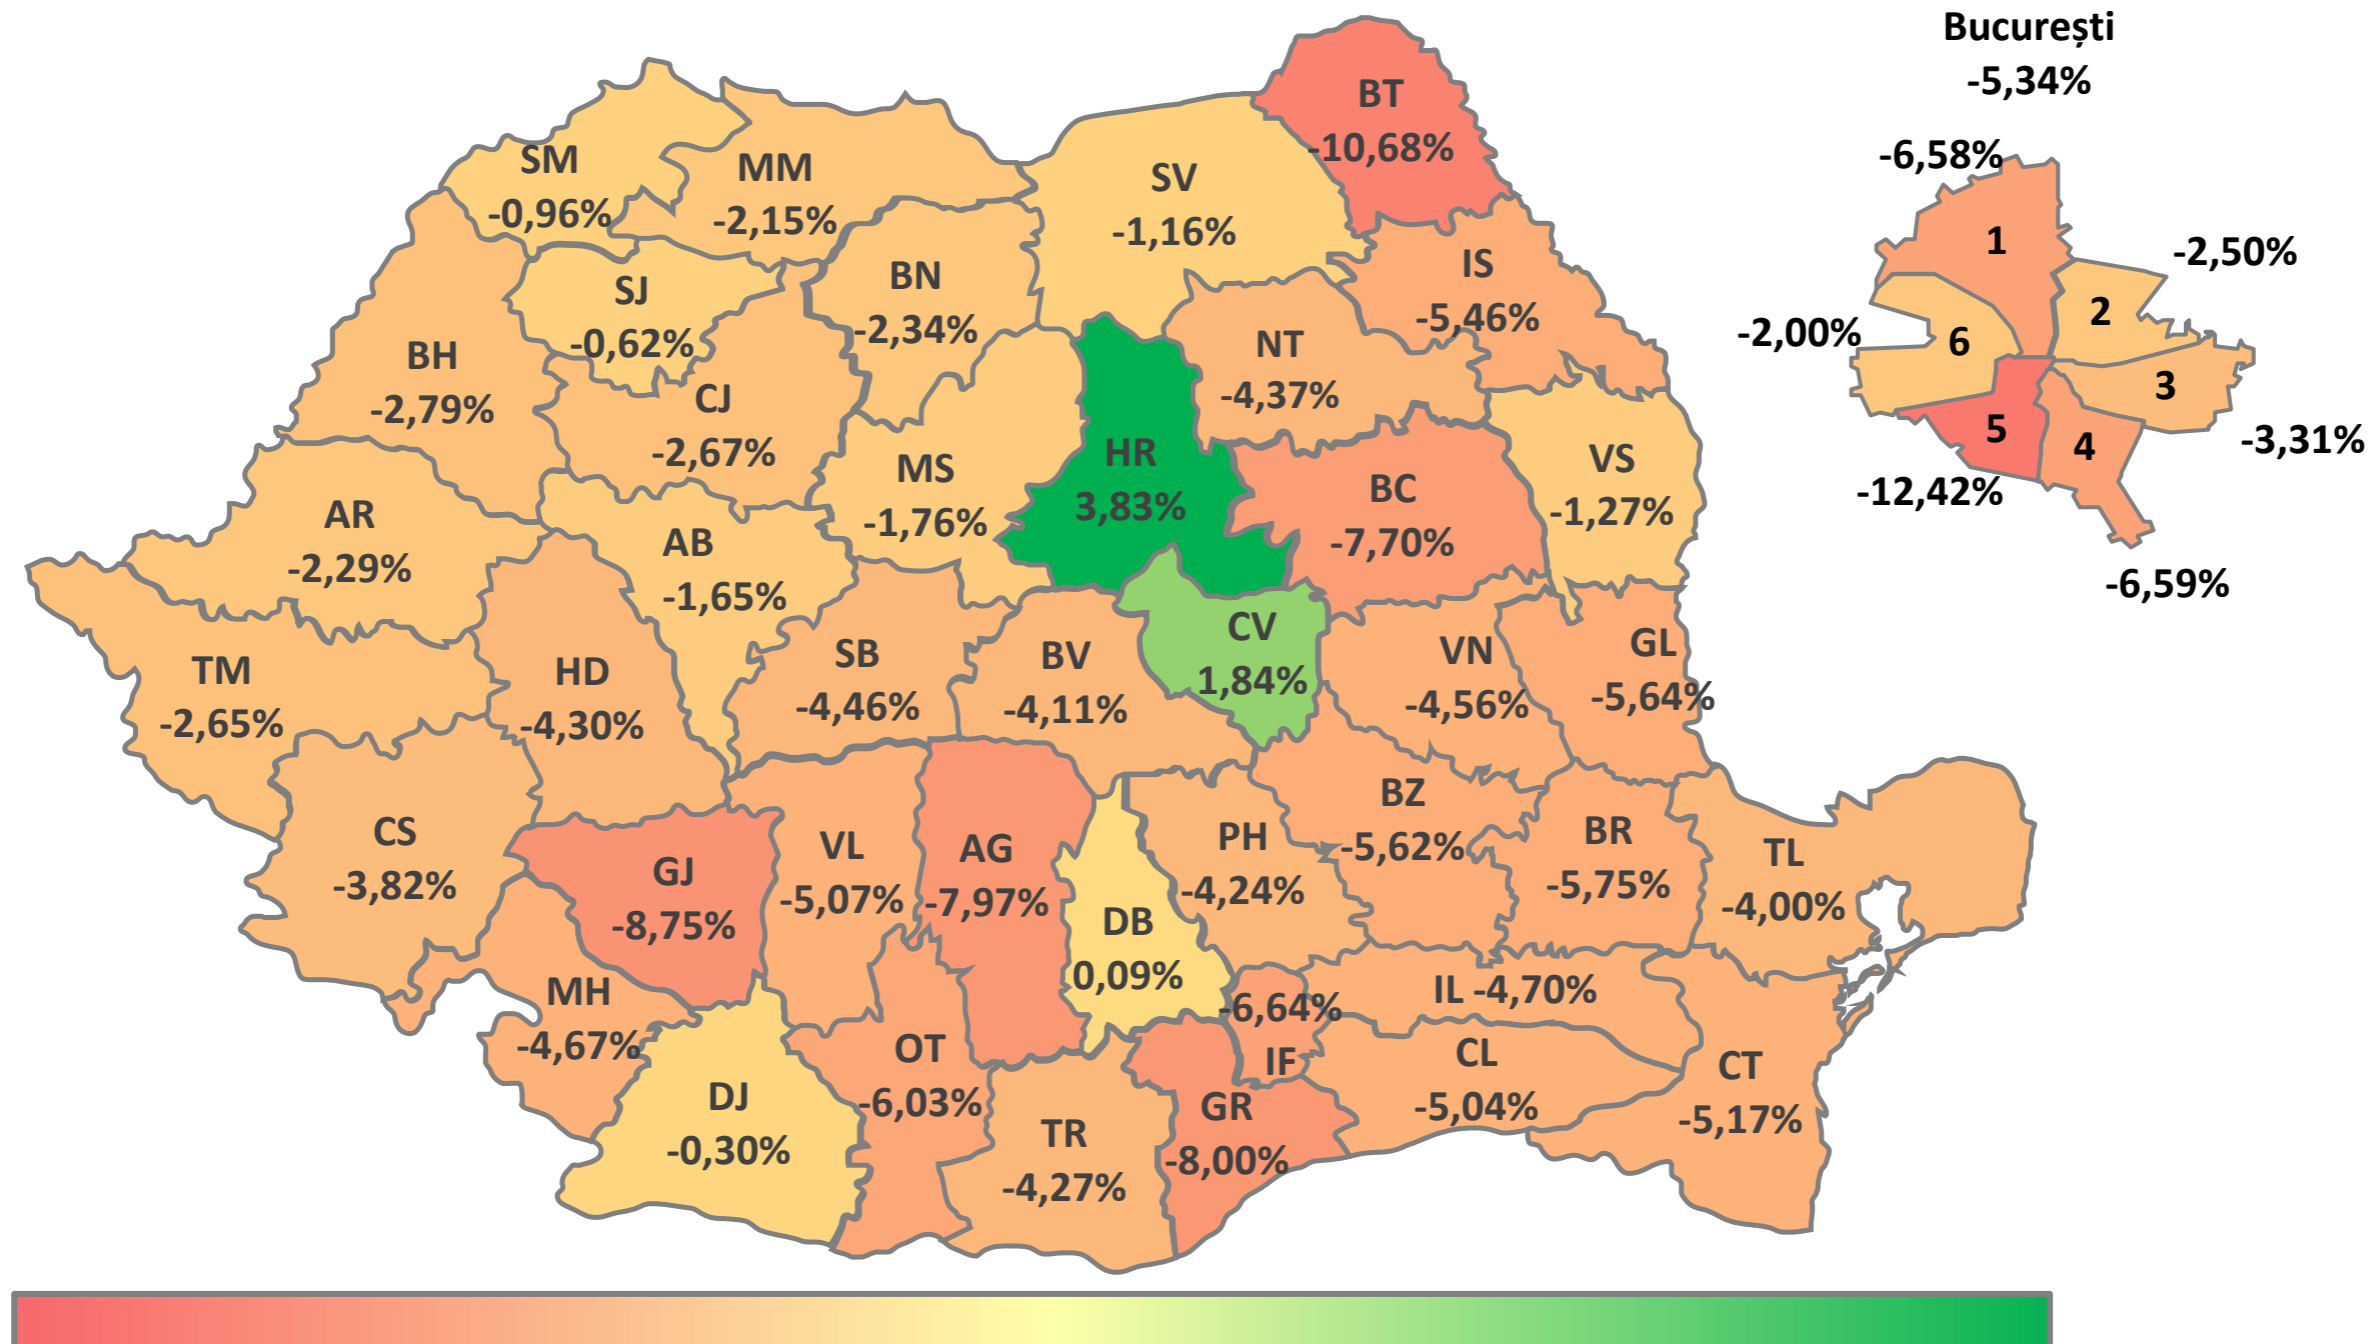 București
-5,34%
-6,58%
1
-2,50%
2
-2,00%
6
3
-3,31%
5
4
-12,42%
-6,59%
BT
-10,68%
SM
-0,96%
MM
-2,15%
SV
-1,16%
IS
-5,46%
BN
-2,34%
SJ
-0,62%
BH
-2,79%
NT
-4,37%
CJ
-2,67%
HR
3,83%
MS
-1,76%
BC
-7,70%
VS
-1,27%
AR
-2,29%
AB
-1,65%
CV
1,84%
TM
-2,65%
HD
-4,30%
SB
-4,46%
BV
-4,11%
VN
-4,56%
GL
-5,64%
CS
-3,82%
GJ
-8,75%
VL
-5,07%
AG
-7,97%
PH
-4,24%
BZ
-5,62%
BR
-5,75%
TL
-4,00%
DB
0,09%
MH
-4,67%
-6,64%
IF
IL -4,70%
OT
-6,03%
CL
-5,04%
CT
-5,17%
DJ
-0,30%
TR
-4,27%
GR
-8,00%